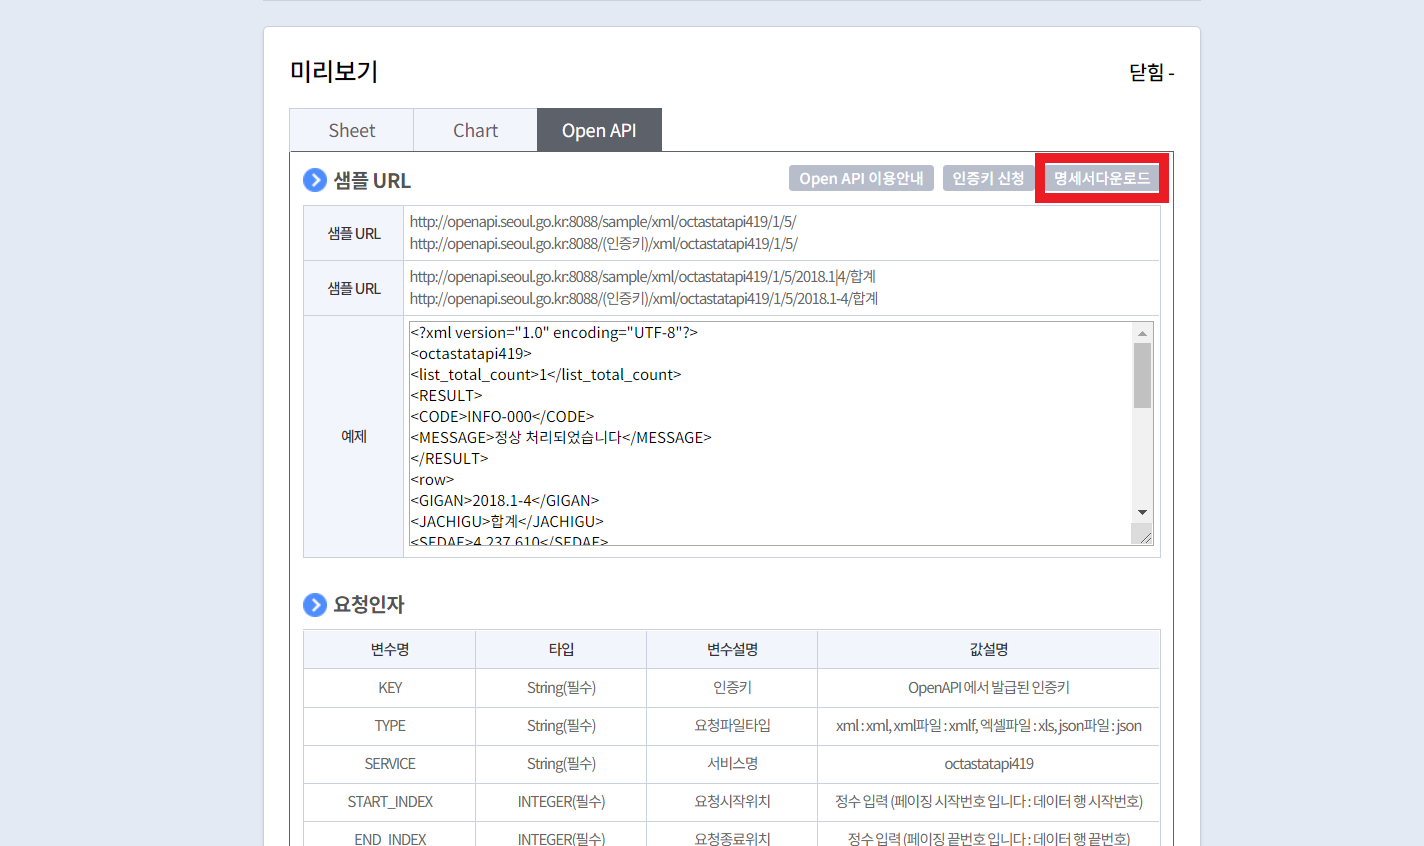 미리보기
닫힘 -
Sheet
Chart
Open API
샘플 URL
Open API 이용안내
인증키 신청
명세서다운로드
샘플 URL
http://openapi.seoul.go.kr:8088/sample/xml/octastatapi419/1/5/
http://openapi.seoul.go.kr:8088/(인증키)/xml/octastatapi419/1/5/
샘플 URL
http://openapi.seoul.go.kr:8088/sample/xml/octastatapi419/1/5/2018.1|4/합계
http://openapi.seoul.go.kr:8088/(인증키)/xml/octastatapi419/1/5/2018.1-4/합계
예제
<?xml version="1.0" encoding="UTF-8"?>
<octastatapi419>
<list_total_count>1</list_total_count>
<RESULT>
<CODE>INFO-000</CODE>
<MESSAGE>정상 처리되었습니다</MESSAGE>
</RESULT>
<row>
<GIGAN>2018.1-4</GIGAN>
<JACHIGU>합계</JACHIGU>
<SEDAE>4,237,610</SEDAE>
요청인자
변수명 타입 변수설명 값설명
KEY String(필수) 인증키 OpenAPI 에서 발급된 인증키
TYPE String(필수) 요청파일타입 xml : xml, xml파일 : xmlf, 엑셀파일 : xls, json파일 : json
SERVICE String(필수) 서비스명 octastatapi419
START_INDEX INTEGER(필수) 요청시작위치 정수 입력 (페이징 시작번호 입니다 : 데이터 행 시작번호)
END_INDEX INTEGER(필수) 요청종료위치 정수 입력 (페이징 끝번호 입니다 : 데이터 행 끝번호)